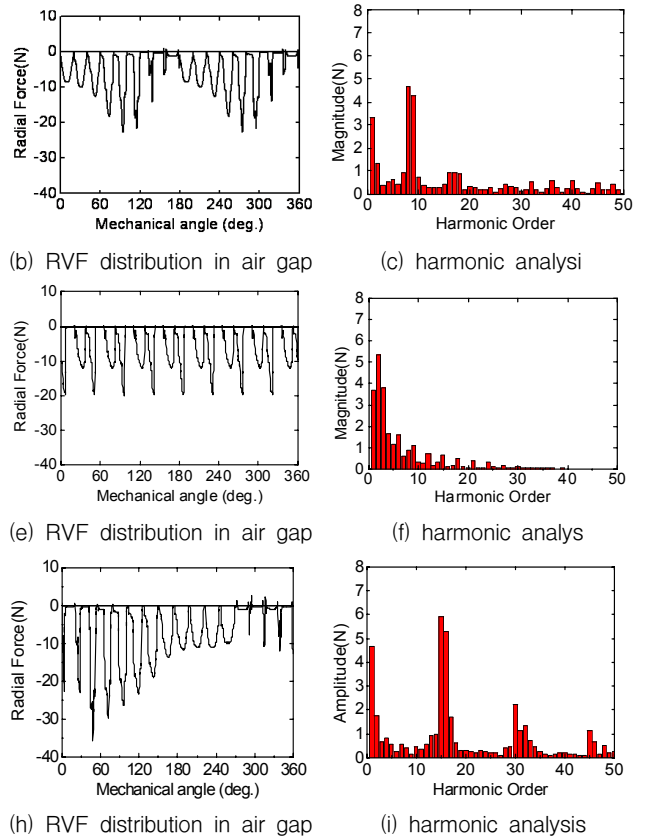 10
0
-10
-20
-30
-40
Radial Force(N)
0 60 120 180 240 300 360
Mechanical angle (deg.)
8
7
6
5
4
3
2
1
0
Magnitude(N)
0 10 20 30 40 50
Harmonic Order
(b) RVF distribution in air gap
(c) harmonic analysi
10
0
-10
-20
-30
-40
Radial Force(N)
0 60 120 180 240 300 360
Mechanical angle (deg.)
8
7
6
5
4
3
2
1
0
Magnitude(N)
0 10 20 30 40 50
Harmonic Order
(e) RVF distribution in air gap
(f) harmonic analys
10
0
-10
-20
-30
-40
Radial Force(N)
0 60 120 180 240 300 360
Mechanical angle (deg.)
8
7
6
5
4
3
2
1
0
Amplitude(N)
0 10 20 30 40 50
Harmonic Order
(h) RVF distribution in air gap
(i) harmonic analysis